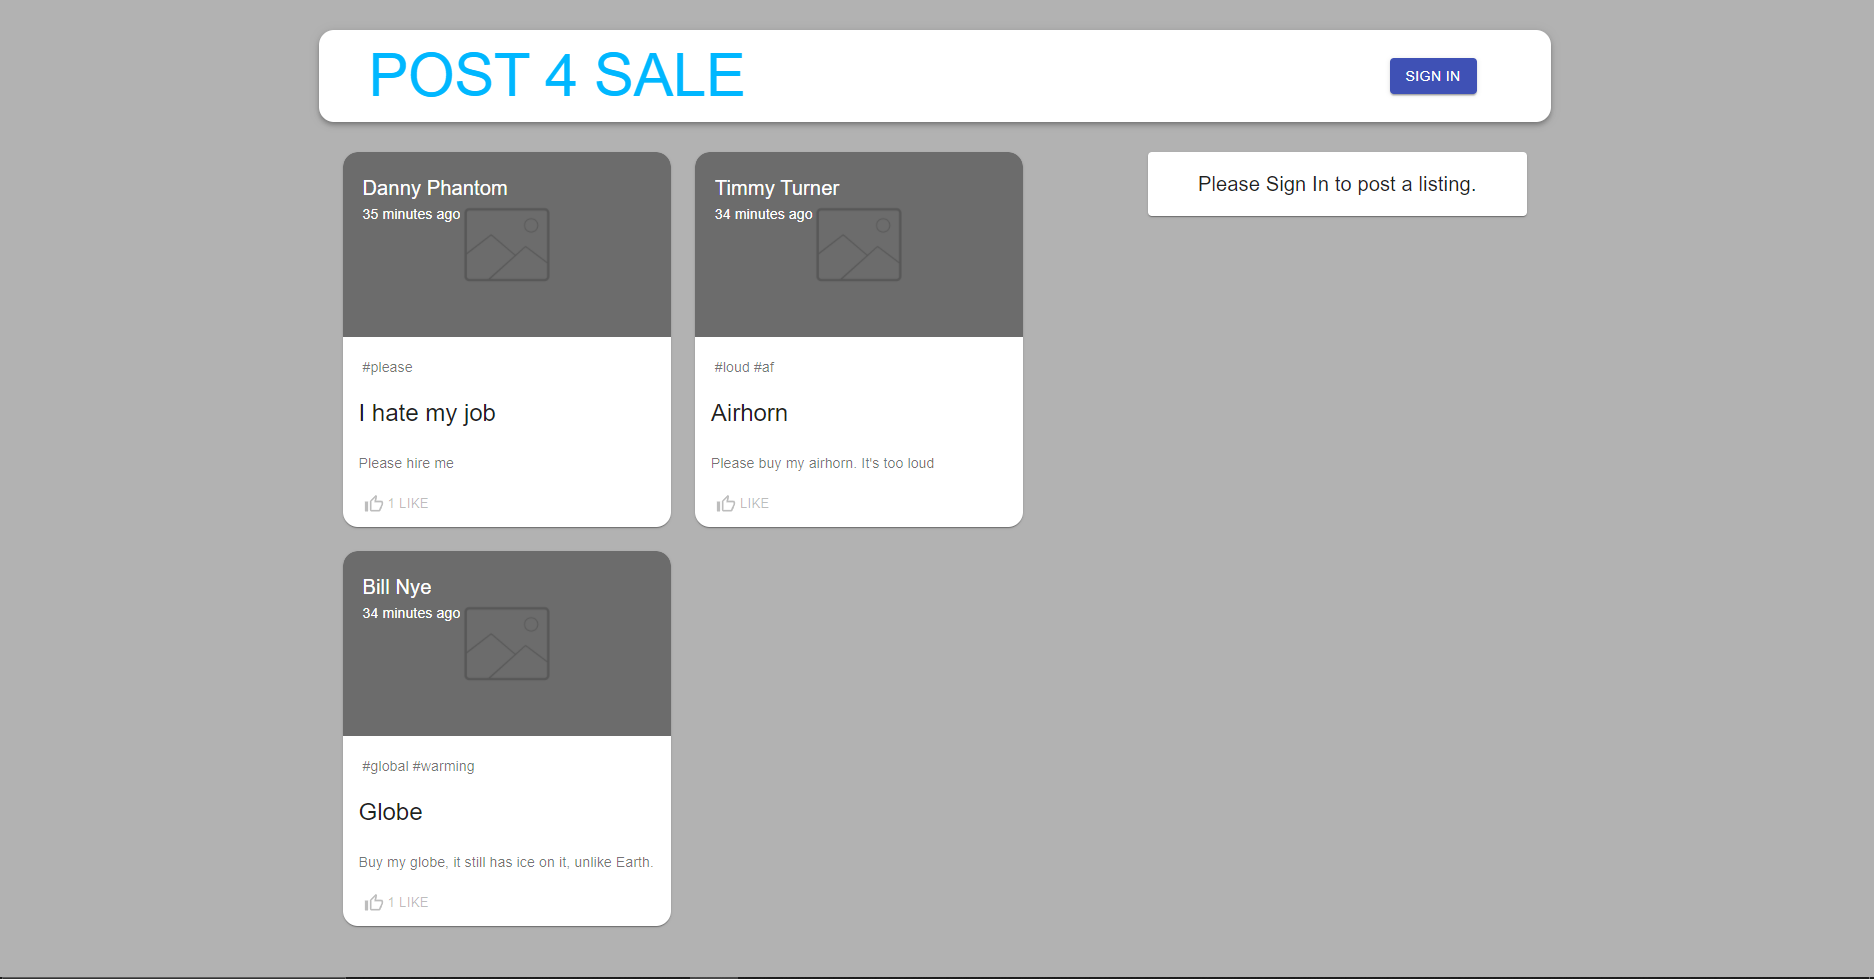 POST 4 SALE
SIGN IN
Danny Phantom
35 minutes ago
#please
I hate my job
Please hire me
1 LIKE
Timmy Turner
34 minutes ago
#loud #af
Airhorn
Please buy my airhorn. It's too loud
LIKE
Please Sign In to post a listing.
Bill Nye
34 minutes ago
#global #warming
Globe
Buy my globe, it still has ice on it, unlike Earth.
1 LIKE